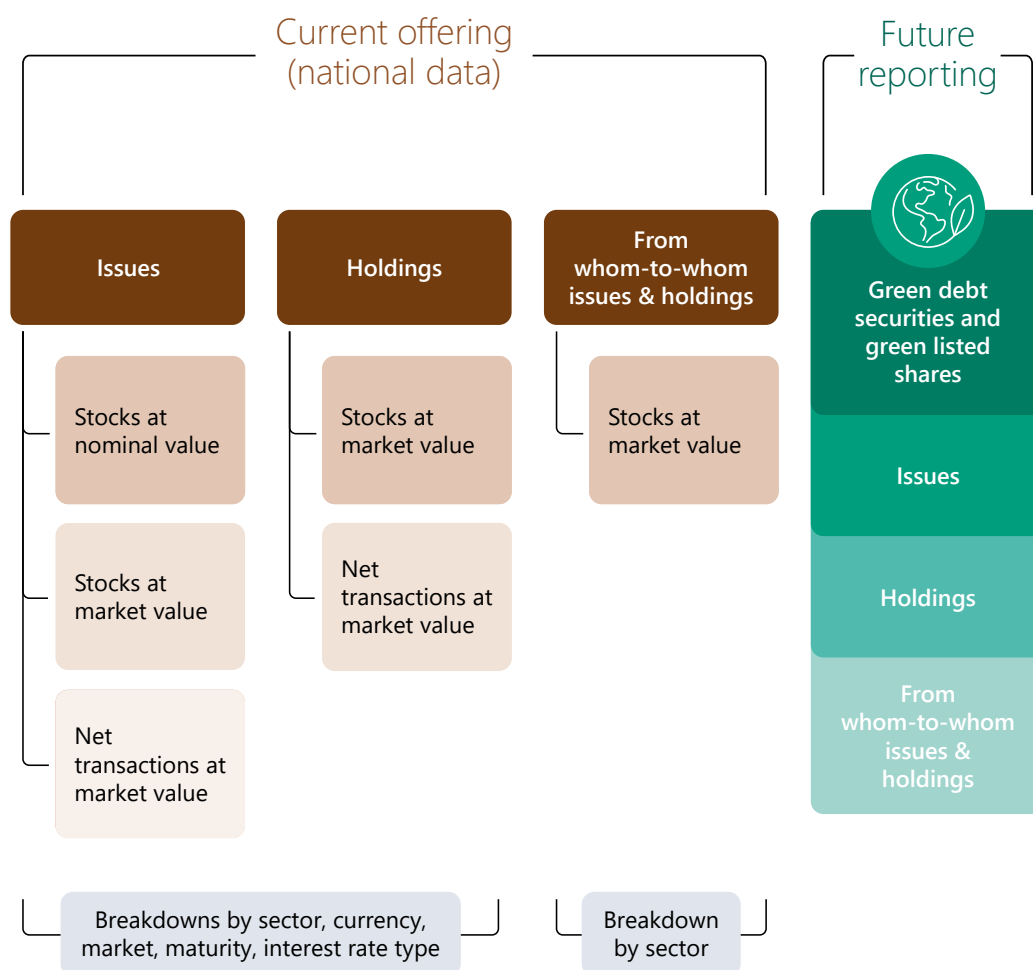 Current offering
(national data)
Future
reporting
Issues
Holdings
From
whom-to-whom
issues & holdings
Green debt
securities and
green listed
shares
Stocks at
nominal value
Stocks at
market value
Stocks at
market value
Issues
Stocks at
market value
Net
transactions at
market value
Holdings
Net
transactions at
market value
From
whom-to-whom
issues &
holdings
Breakdowns by sector, currency,
market, maturity, interest rate type
Breakdown
by sector